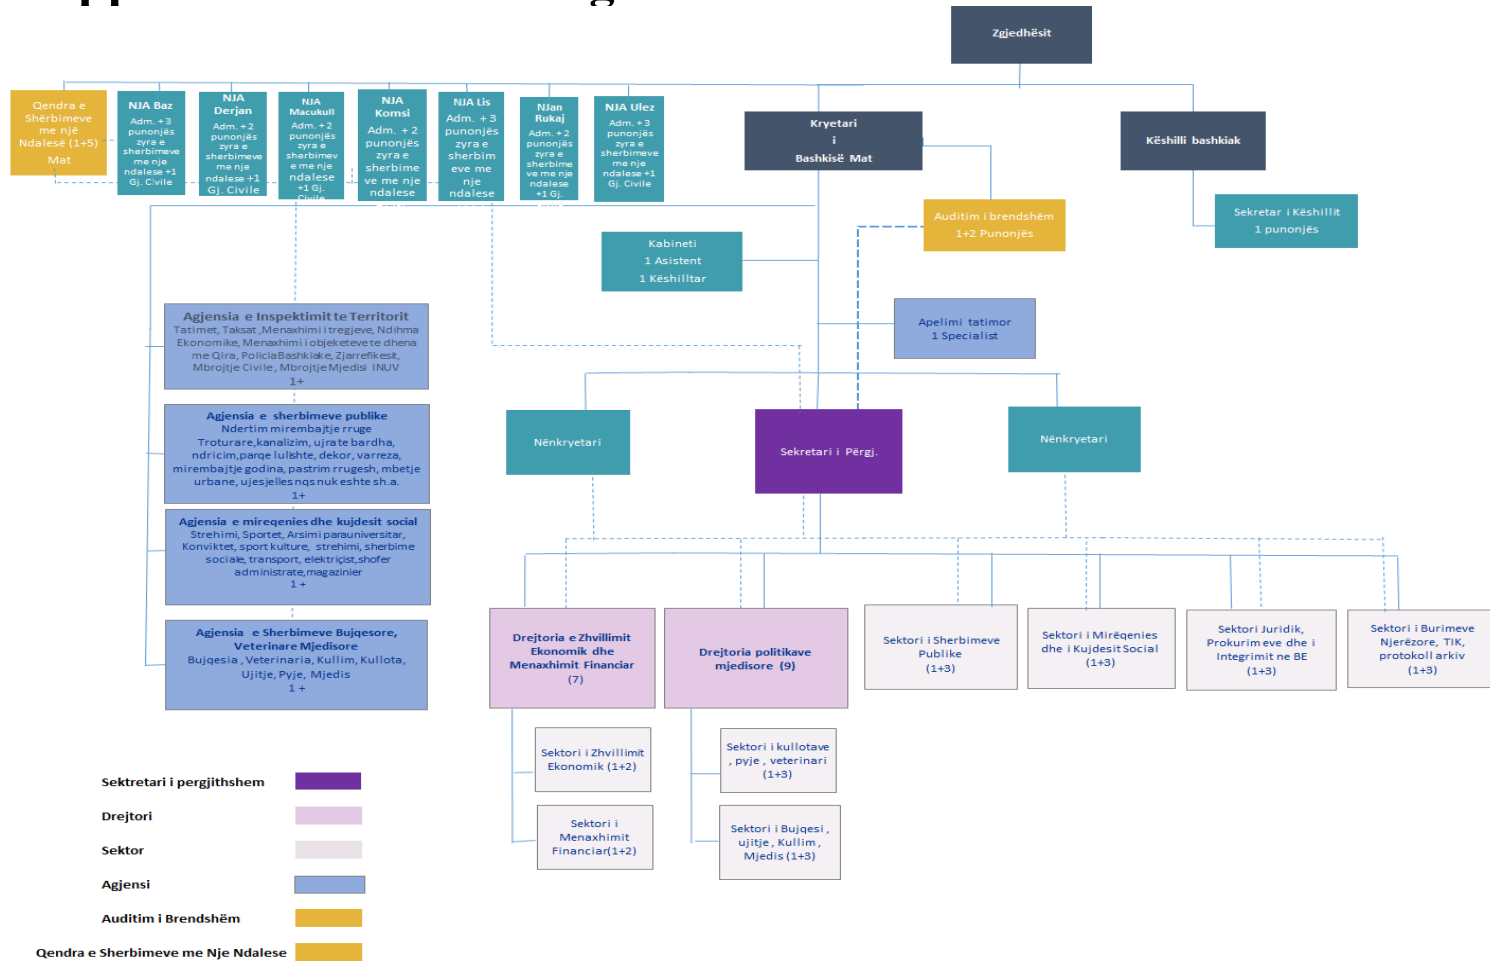 Zgjedhësit
Qendra e
Shërbimeve
me një
Ndalesë (1+5)
Mat
NJA Baz
Adm. + 3
punonjës
zyra e
sherbimeve
me nje
ndalese +1
Gj. Civile
NJA
Derjan
Adm. + 2
punonjës
zyra e
sherbimeve
me nje
ndalese +1
Gj. Civile
NJA
Macukull
Adm. + 2
punonjës
zyra e
sherbimev
e me nje
ndalese
+1 Gj.
Civile
NJA
Komsi
Adm. + 2
punonjës
zyra e
sherbime
ve me nje
ndalese
NJA Lis
Adm. + 3
punonjës
zyra e
sherbim
eve me
nje
ndalese
NJan
Rukaj
Adm. + 2
punonjës
zyra e
sherbime
ve me nje
ndalese
+1 Gj.
NJA Ulez
Adm. + 3
punonjës
zyra e
sherbimeve
me nje
ndalese +1
Gj. Civile
Kryetari
i
Bashkisë Mat
Këshilli bashkiak
Auditim i brendshëm
1+2 Punonjës
Sekretar i Këshillit
1 punonjës
Kabineti
1 Asistent
1 Këshilltar
Apelimi tatimor
1 Specialist
Agjensia e Inspektimit te Territorit
Tatimet, Taksat ,Menaxhimi i tregjeve, Ndihma
Ekonomike, Menaxhimi i objeketeve te dhena
me Qira, PoliciaBashkiake, Zjarrefikesit,
Mbrojtje Civile , Mbrojtje Mjedisi INUV
1+
Agjensia e sherbimeve publike
Ndertim mirembajtje rruge
Troturare,kanalizim, ujrate bardha,
ndricim,parqe lulishte, dekor, varreza,
mirembajtje godina, pastrim rrugesh, mbetje
urbane, ujesjelles nqs nuk eshte sh.a.
1+
Agjensia e mireqenies dhe kujdesit social
Strehimi, Sportet, Arsimi parauniversitar,
Konviktet, sport kulture, strehimi, sherbime
sociale, transport, elektriçist,shofer
administrate,magazinier
1 +
Agjensia e Sherbimeve Bujqesore,
Veterinare Mjedisore
Bujqesia , Veterinaria, Kullim, Kullota,
Ujitje, Pyje, Mjedis
1 +
Nënkryetari
Sekretari i Përgj.
Nënkryetari
Drejtoria e Zhvillimit
Ekonomik dhe
Menaxhimit Financiar
(7)
Drejtoria politikave
mjedisore (9)
Sektori i Sherbimeve
Publike
(1+3)
Sektori i Mirëqenies
dhe i Kujdesit Social
(1+3)
Sektori Juridik,
Prokurimeve dhe i
Integrimit ne BE
(1+3)
Sektori i Burimeve
Njerëzore, TIK,
protokoll arkiv
(1+3)
Sektori i Zhvillimit
Ekonomik (1+2)
Sektori i
Menaxhimit
Financiar(1+2)
Sektori i kullotave
, pyje , veterinari
(1+3)
Sektori i Bujqesi ,
ujitje , Kullim ,
Mjedis (1+3)
Sektretari i pergjithshem
Drejtori
Sektor
Agjensi
Auditim i Brendshëm
Qendra e Sherbimeve me Nje Ndalese